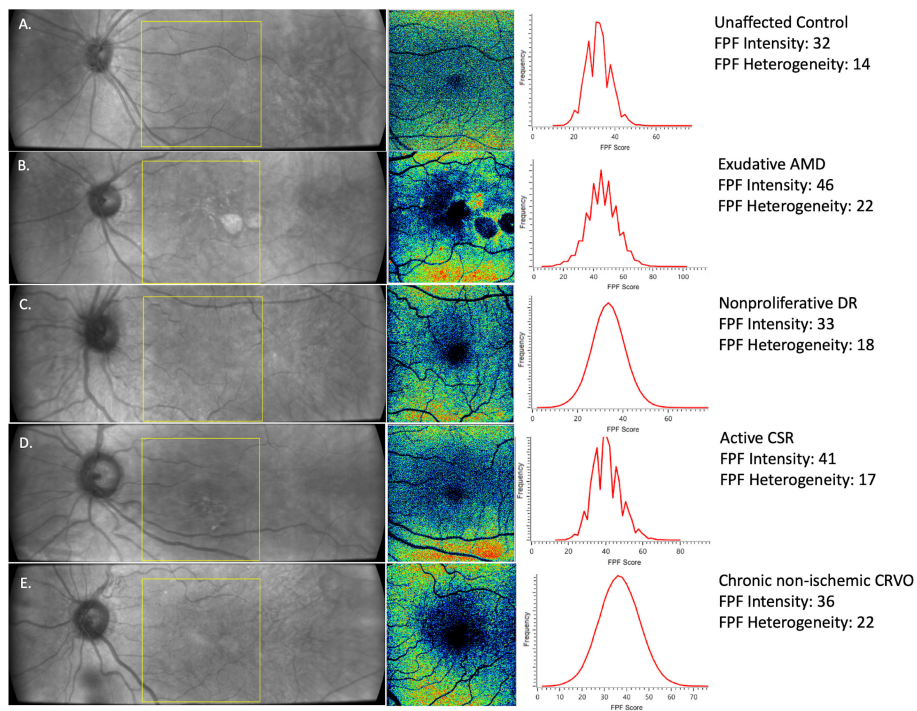 A.
Frequency
0 20 40 60
FPF Score
Unaffected Control
FPF Intensity: 32
FPF Heterogeneity: 14
B.
Frequency
0 20 40 60 80 100
FPF Score
Exudative AMD
FPF Intensity: 46
FPF Heterogeneity: 22
C.
Frequency
0 20 40 60
FPF Score
Nonproliferative DR
FPF Intensity: 33
FPF Heterogeneity: 18
D.
Frequency
0 20 40 60 80
FPF Score
Active CSR
FPF Intensity: 41
FPF Heterogeneity: 17
E.
Frequency
0 10 20 30 40 50 60 70
FPF Score
Chronic non-ischemic CRVO
FPF Intensity: 36
FPF Heterogeneity: 22